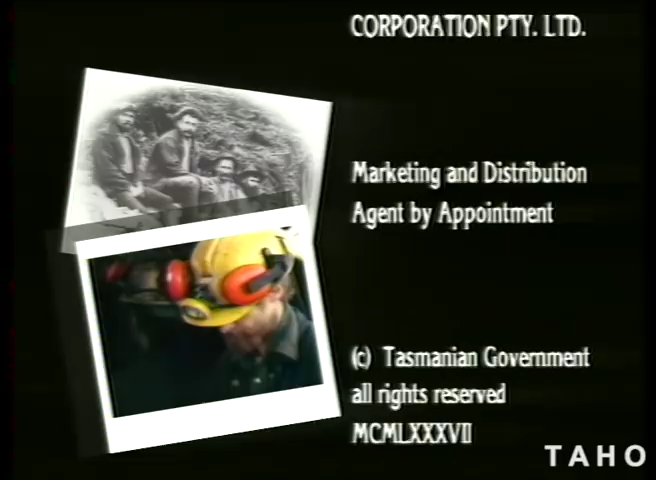 CORPORATION PTY. LTD.
Marketing and Distribution
Agent by Appointment
(c) Tasmanian Government
all rights reserved
MCMLXXXVII
TAHO